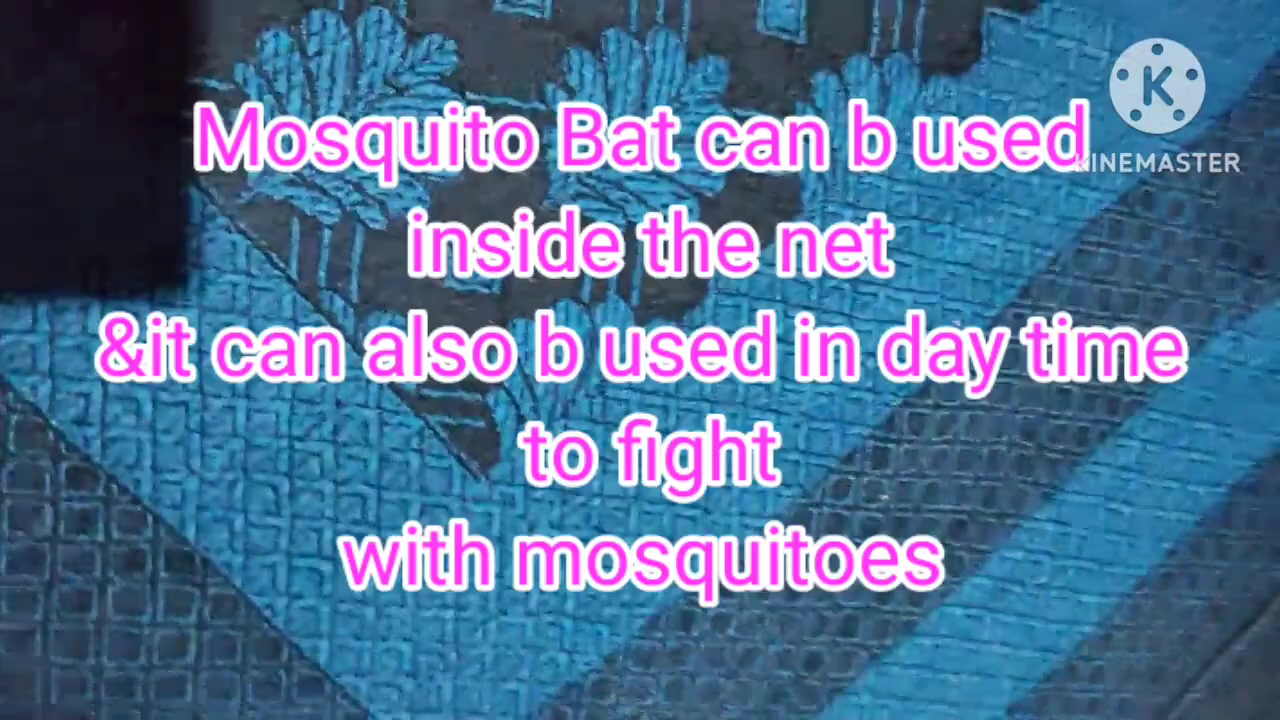 Mosquito Bat can b used
KINEMASTER
inside the net
&it can also b used in day time
to fight
with mosquitoes